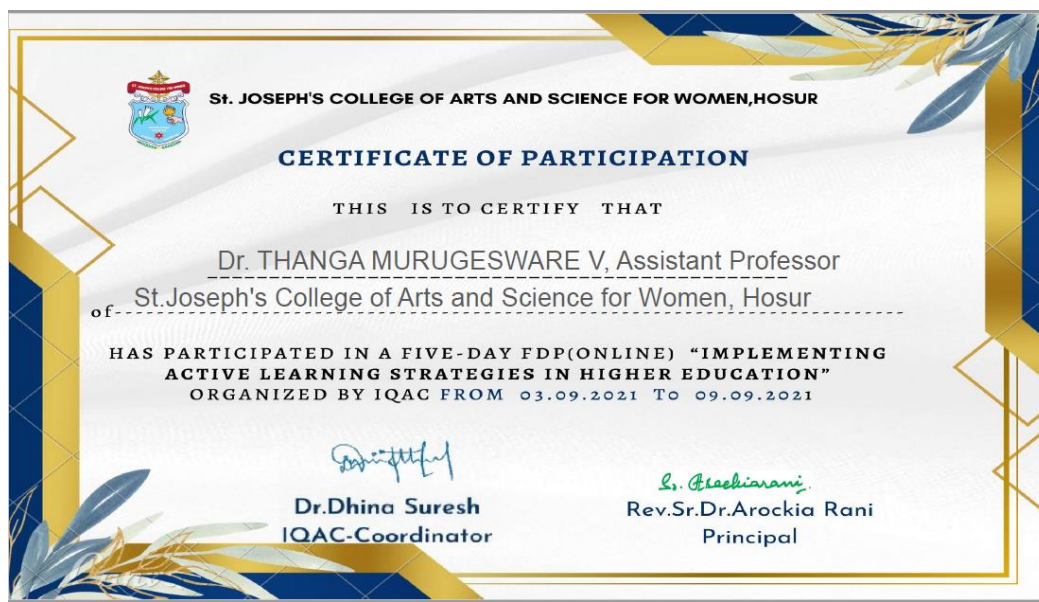 St. JOSEPH'S COLLEGE OF ARTS AND SCIENCE FOR WOMEN,HOSUR
CERTIFICATE OF PARTICIPATION
THIS IS TO CERTIFY THAT
Dr. THANGA MURUGESWARE V, Assistant Professor
of St.Joseph's College of Arts and Science for Women, Hosur
HAS PARTICIPATED IN A FIVE-DAY FDP(ONLINE) “IMPLEMENTING
ACTIVE LEARNING STRATEGIES IN HIGHER EDUCATION”
ORGANIZED BY IQAC FROM 03.09.2021 To 09.09.2021
Dr.Dhina Suresh
IQAC-Coordinator
Rev.Sr.Dr.Arockia Rani
Principal